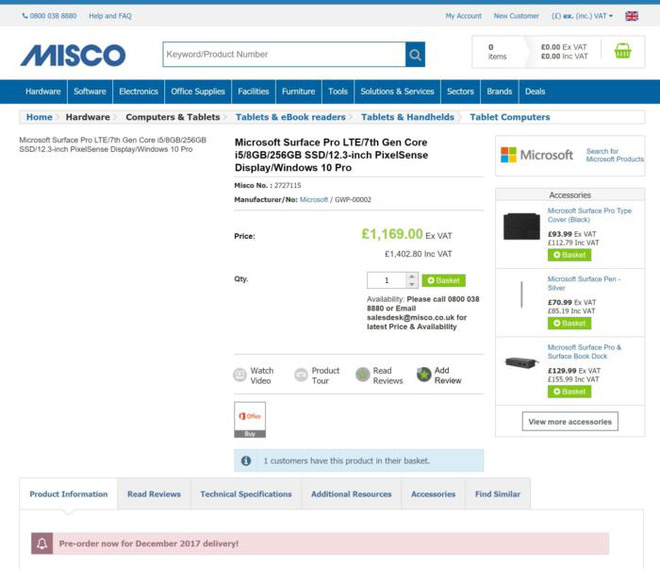 0800 038 8880 Help and FAQ
My Account New Customer (£) ex. (inc.) VAT
MISCO
Keyword/Product Number
0
items
£0.00 Ex VAT
£0.00 Inc VAT
Hardware Software Electronics Office Supplies Facilities Furniture Tools Solutions & Services Sectors Brands Deals
Home Hardware Computers & Tablets Tablets & eBook readers Tablets & Handhelds Tablet Computers
Microsoft Surface Pro LTE/7th Gen Core i5/8GB/256GB
SSD/12.3-inch PixelSense Display/Windows 10 Pro
Microsoft Surface Pro LTE/7th Gen Core
i5/8GB/256GB SSD/12.3-inch PixelSense
Display/Windows 10 Pro
Misco No. : 2727115
Manufacturer/No: Microsoft / GWP-00002
Price:
£1,169.00 Ex VAT
£1,402.80 Inc VAT
Qty.
1
Basket
Availability: Please call 0800 038
8880 or Email
salesdesk@misco.co.uk for
latest Price & Availability
Watch
Video
Product
Tour
Read
Reviews
Add
Review
Office
Buy
1 customers have this product in their basket.
Microsoft
Search for
Microsoft Products
Accessories
Microsoft Surface Pro Type
Cover (Black)
£93.99 Ex VAT
£112.79 Inc VAT
Basket
Microsoft Surface Pen -
Silver
£70.99 Ex VAT
£85.19 Inc VAT
Basket
Microsoft Surface Pro &
Surface Book Dock
£129.99 Ex VAT
£155.99 Inc VAT
Basket
View more accessories
Product Information Read Reviews Technical Specifications Additional Resources Accessories Find Similar
Pre-order now for December 2017 delivery!